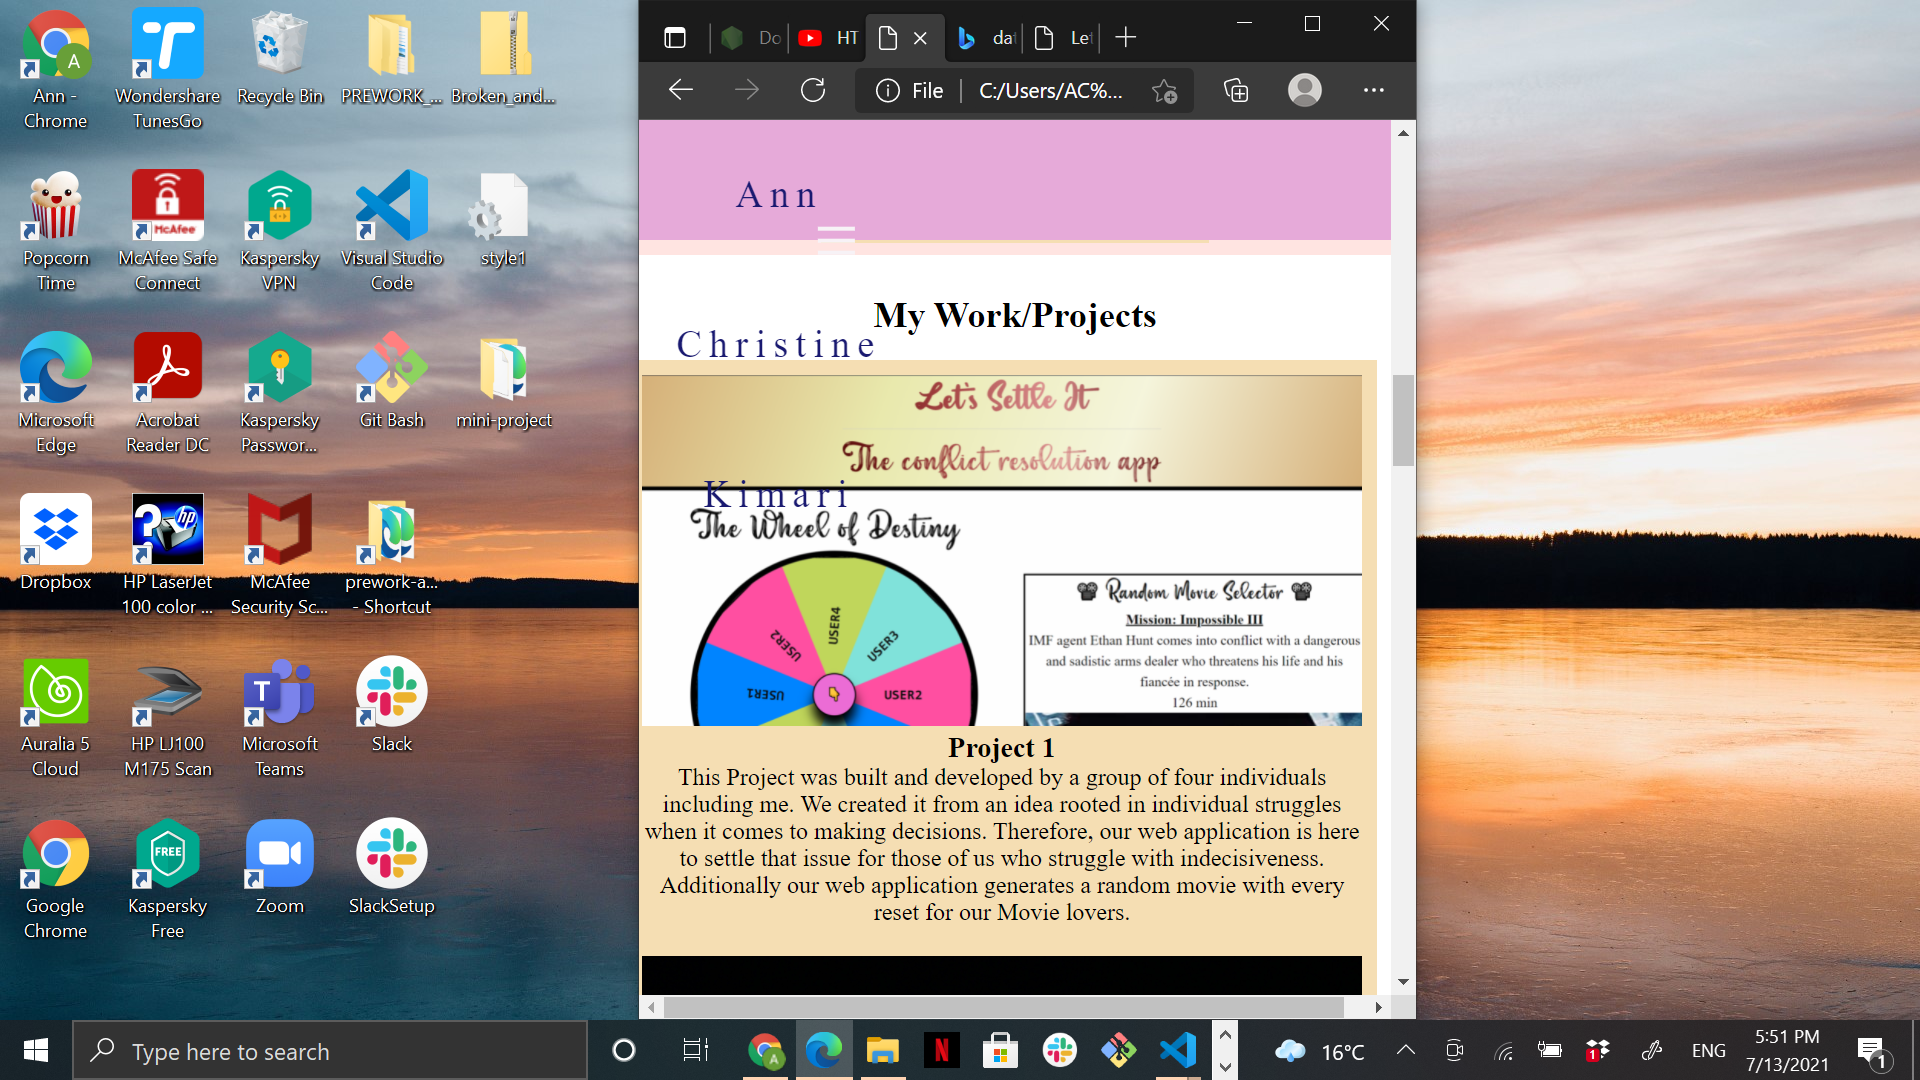 Ann -
Chrome
Wondershare
TunesGo
Recycle Bin
PREWORK_...
Broken_and...
Popcorn
Time
McAfee
McAfee Safe
Connect
Kaspersky
VPN
Visual Studio
Code
style1
Microsoft
Edge
Acrobat
Reader DC
Kaspersky
Passwor...
Git Bash
mini-project
Dropbox
HP LaserJet
100 color ...
McAfee
Security Sc...
prework-a...
- Shortcut
Auralia 5
Cloud
HP LJ100
M175 Scan
Microsoft
Teams
Slack
Google
Chrome
FREE
Kaspersky
Free
Zoom
SlackSetup
Do
HT
da
Let
File
C:/Users/AC%...
Ann
My Work/Projects
Christine
Let's Settle It
The conflict resolution app
Kimari
The Wheel of Destiny
USER1
USER2
USER4
USER3
USER2
Random Movie Selector
Mission: Impossible III
IMF agent Ethan Hunt comes into conflict with a dangerous
and sadistic arms dealer who threatens his life and his
fiancée in response.
126 min
Project 1
This Project was built and developed by a group of four individuals
including me. We created it from an idea rooted in individual struggles
when it comes to making decisions. Therefore, our web application is here
to settle that issue for those of us who struggle with indecisiveness.
Additionally our web application generates a random movie with every
reset for our Movie lovers.
Type here to search
16°C
ENG
5:51 PM
7/13/2021
1